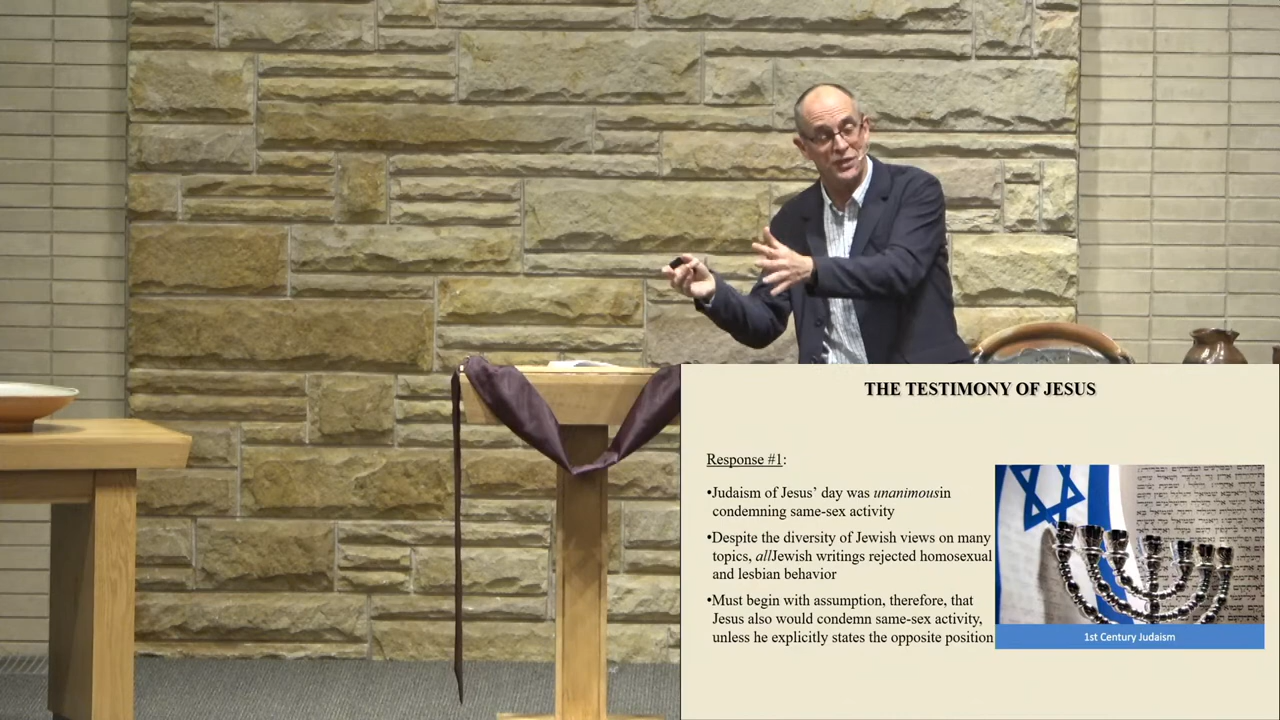 THE TESTIMONY OF JESUS
Response #1:
•Judaism of Jesus’ day was unanimousin
condemning same-sex activity
•Despite the diversity of Jewish views on many
topics, allJewish writings rejected homosexual
and lesbian behavior
•Must begin with assumption, therefore, that
Jesus also would condemn same-sex activity,
unless he explicitly states the opposite position
1st Century Judaism